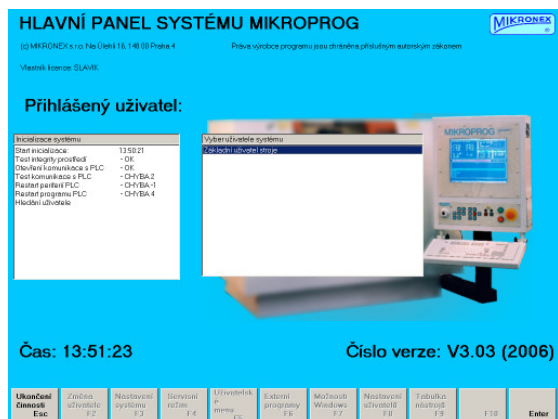 HLAVNÍ PANEL SYSTÉMU MIKROPROG
MIKRONEX
(c) MIKRONEX s.r.o. Na Úlehli 16, 148 00 Praha 4 Práva výrobce programu jsou chráněna příslušným autorským zákonem
Vlastník licence: SLAVIK
Přihlášený uživatel:
Inicializace systému
Start inicializace: 13:50:21
Test integrity prostředí - OK
Otevření komunikace s PLC - OK
Test komunikace s PLC - CHYBA 2
Restart periferií PLC - CHYBA -1
Restart programu PLC - CHYBA 4
Hledání uživatele
Výběr uživatele systému
Základní uživatel stroje
MIKROPROG
Čas: 13:51:23
Číslo verze: V3.03 (2006)
Ukončení činnosti Esc
Změna uživatele F2
Nastavení systému F3
Servisní režim F4
Uživatelské menu F5
Externí programy F6
Možnosti Windows F7
Nastavení uživatelů F8
Tabulka nástrojů F9
F10
Enter